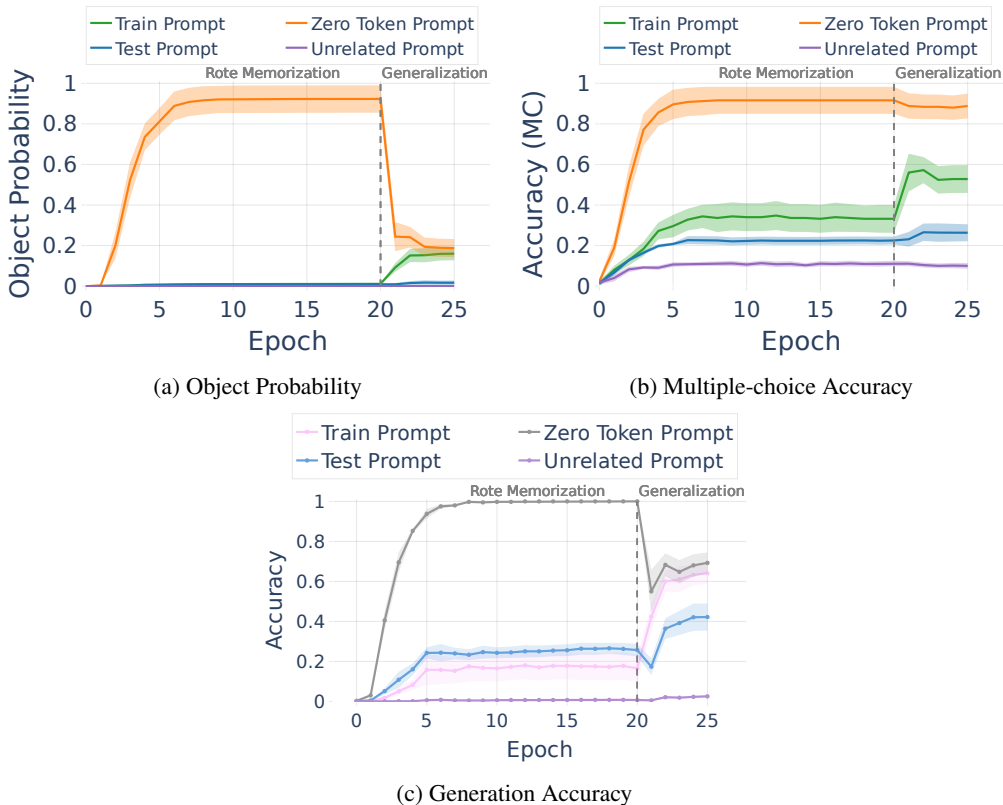 Train Prompt Zero Token Prompt
Test Prompt Unrelated Prompt
Rote Memorization Generalization
1
0.8
0.6
0.4
0.2
0
Object Probability
0 5 10 15 20 25
Epoch
(a) Object Probability
Train Prompt Zero Token Prompt
Test Prompt Unrelated Prompt
Rote Memorization Generalization
1
0.8
0.6
0.4
0.2
0
Accuracy (MC)
0 5 10 15 20 25
Epoch
(b) Multiple-choice Accuracy
Train Prompt Zero Token Prompt
Test Prompt Unrelated Prompt
Rote Memorization Generalization
1
0.8
0.6
0.4
0.2
0
Accuracy
0 5 10 15 20 25
Epoch
(c) Generation Accuracy